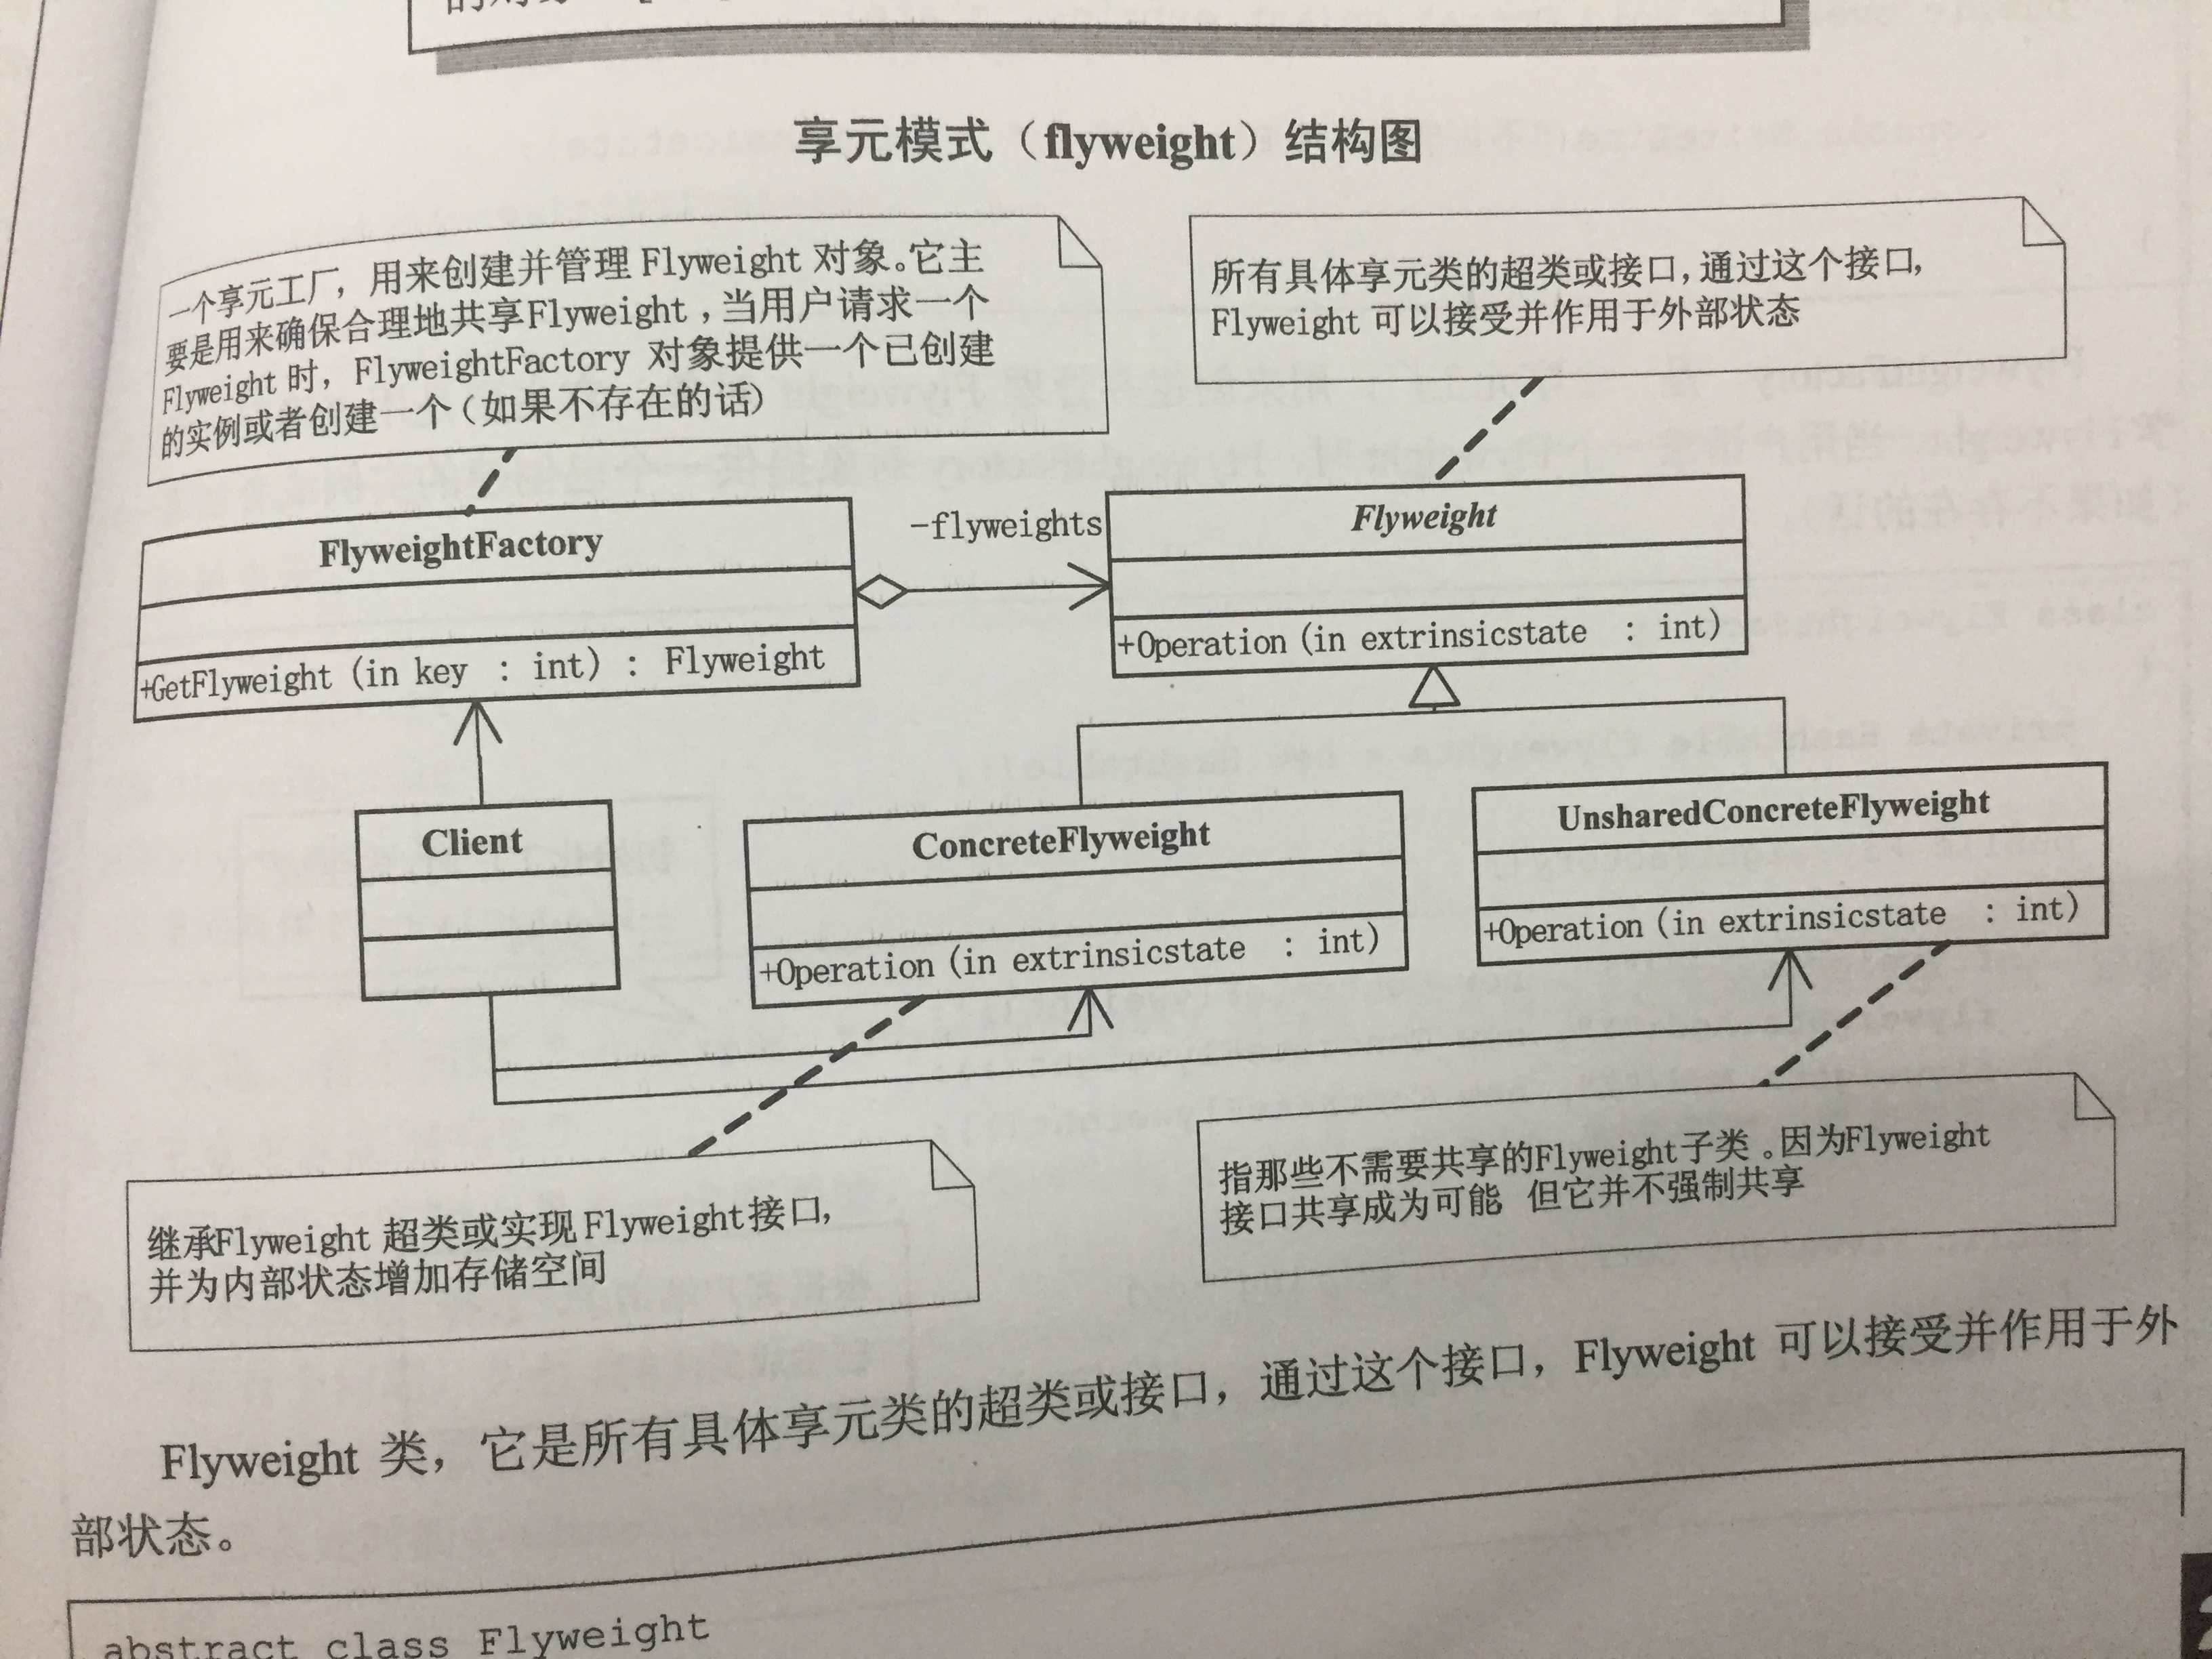 享元模式（flyweight）结构图
一个享元工厂，用来创建并管理 Flyweight 对象。它主
要是用来确保合理地共享Flyweight，当用户请求一个
Flyweight 时，FlyweightFactory 对象提供一个已创建
的实例或者创建一个（如果不存在的话）
所有具体享元类的超类或接口，通过这个接口，
Flyweight 可以接受并作用于外部状态
FlyweightFactory
+GetFlyweight (in key : int) : Flyweight
-flyweights
Flyweight
+Operation (in extrinsicstate : int)
Client
ConcreteFlyweight
+Operation (in extrinsicstate : int)
UnsharedConcreteFlyweight
+Operation (in extrinsicstate : int)
继承Flyweight 超类或实现 Flyweight接口，
并为内部状态增加存储空间
指那些不需要共享的Flyweight子类。因为Flyweight
接口共享成为可能 但它并不强制共享
Flyweight 类，它是所有具体享元类的超类或接口，通过这个接口，Flyweight 可以接受并作用于外
部状态。
abstract class Flyweight